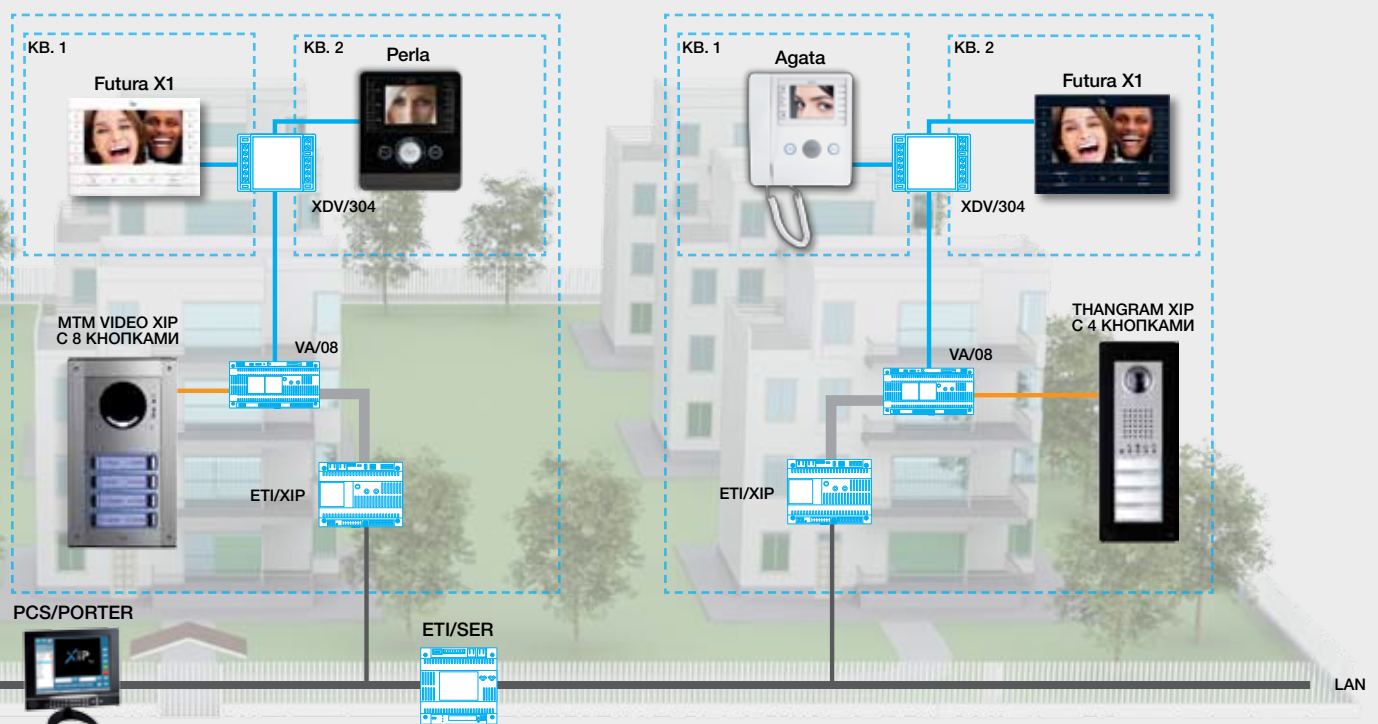 КВ. 1
КВ. 2
Perla
Futura X1
XDV/304
MTM VIDEO XIP
С 8 КНОПКАМИ
VA/08
ETI/XIP
КВ. 1
Agata
КВ. 2
Futura X1
XDV/304
THANGRAM XIP
С 4 КНОПКАМИ
VA/08
ETI/XIP
PCS/PORTER
XiP
ETI/SER
LAN